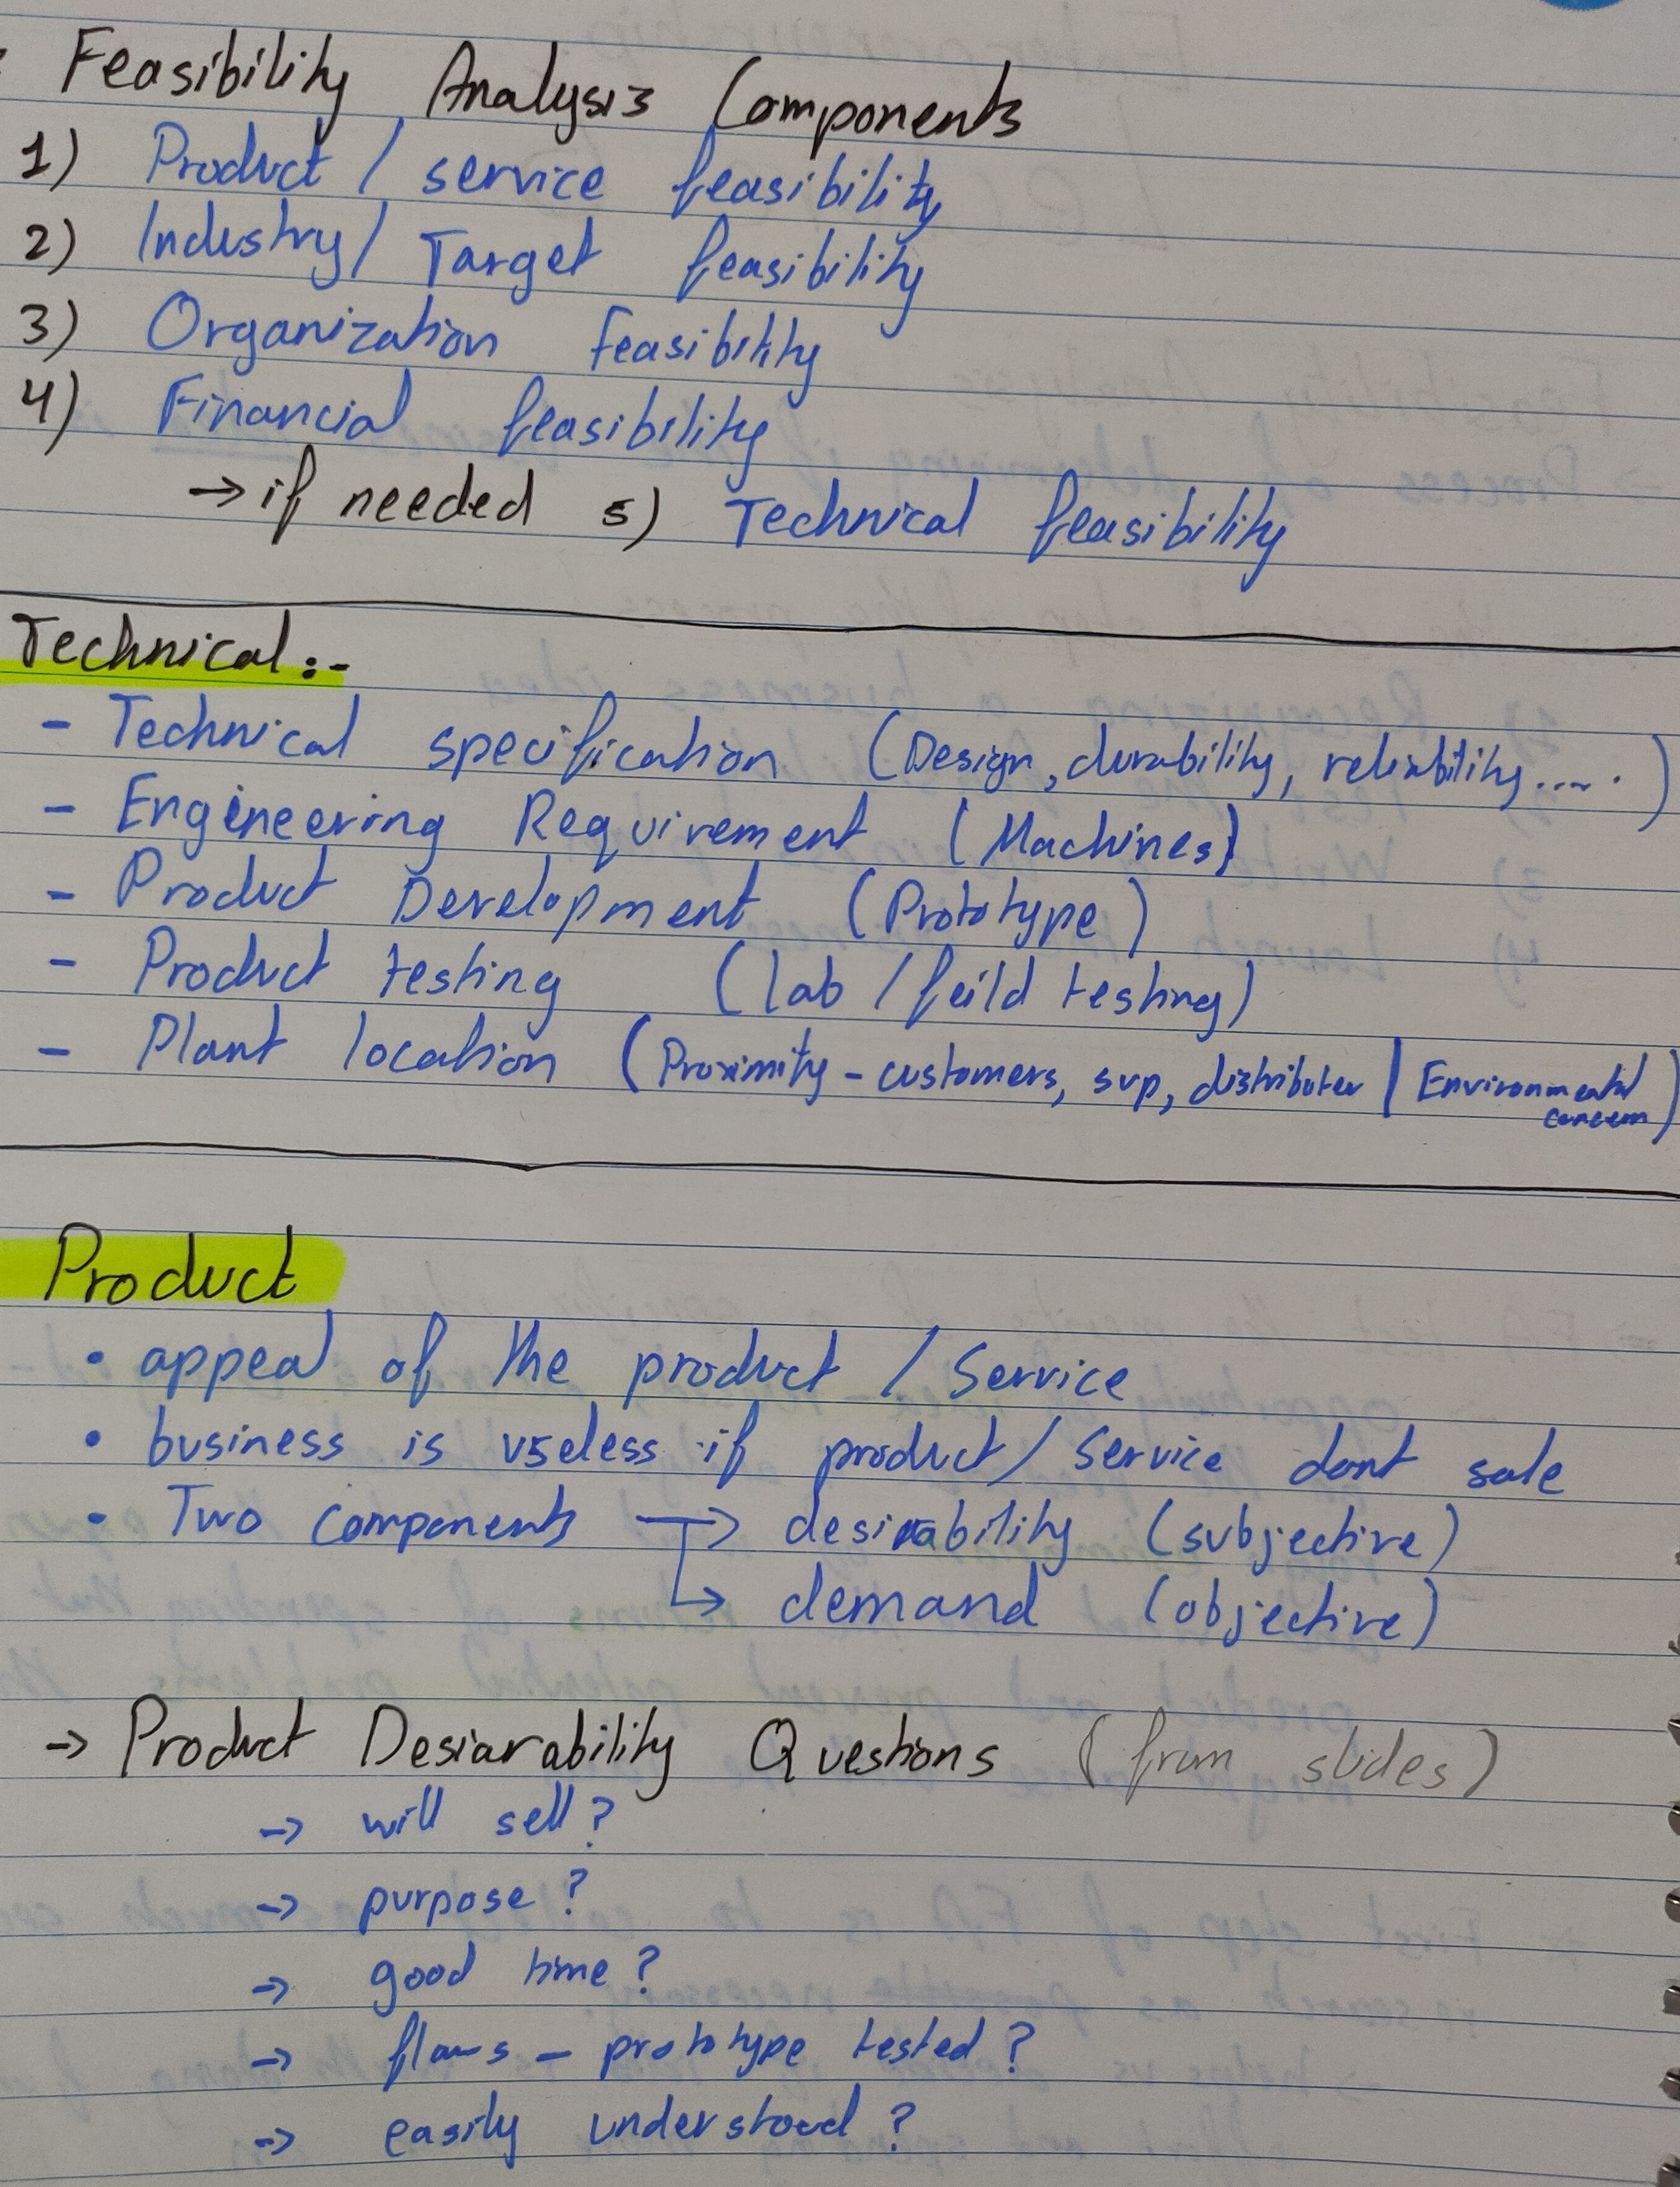 Feasibility Analysis Components
1) Product / service feasibility
2) Industry / Target feasibility
3) Organization Feasibility
4) Financial feasibility
→ if needed 5) Technical feasibility
Technical :-
- Technical specification (Design, durability, reliability..... )
- Engineering Requirement (Machines)
- Product Development (Prototype)
- Product testing (lab / feild testing)
- Plant location (Proximity - customers, sup, distributer | Environmental
concern)
Product
• appeal of the product / Service
• business is useless if product / Service dont sale
• Two components → desirability (subjective)
↳ demand (objective)
→ Product Desiarability Questions (from slides)
→ will sell ?
→ purpose ?
→ good time ?
→ flaws - prototype tested ?
→ easily understood ?